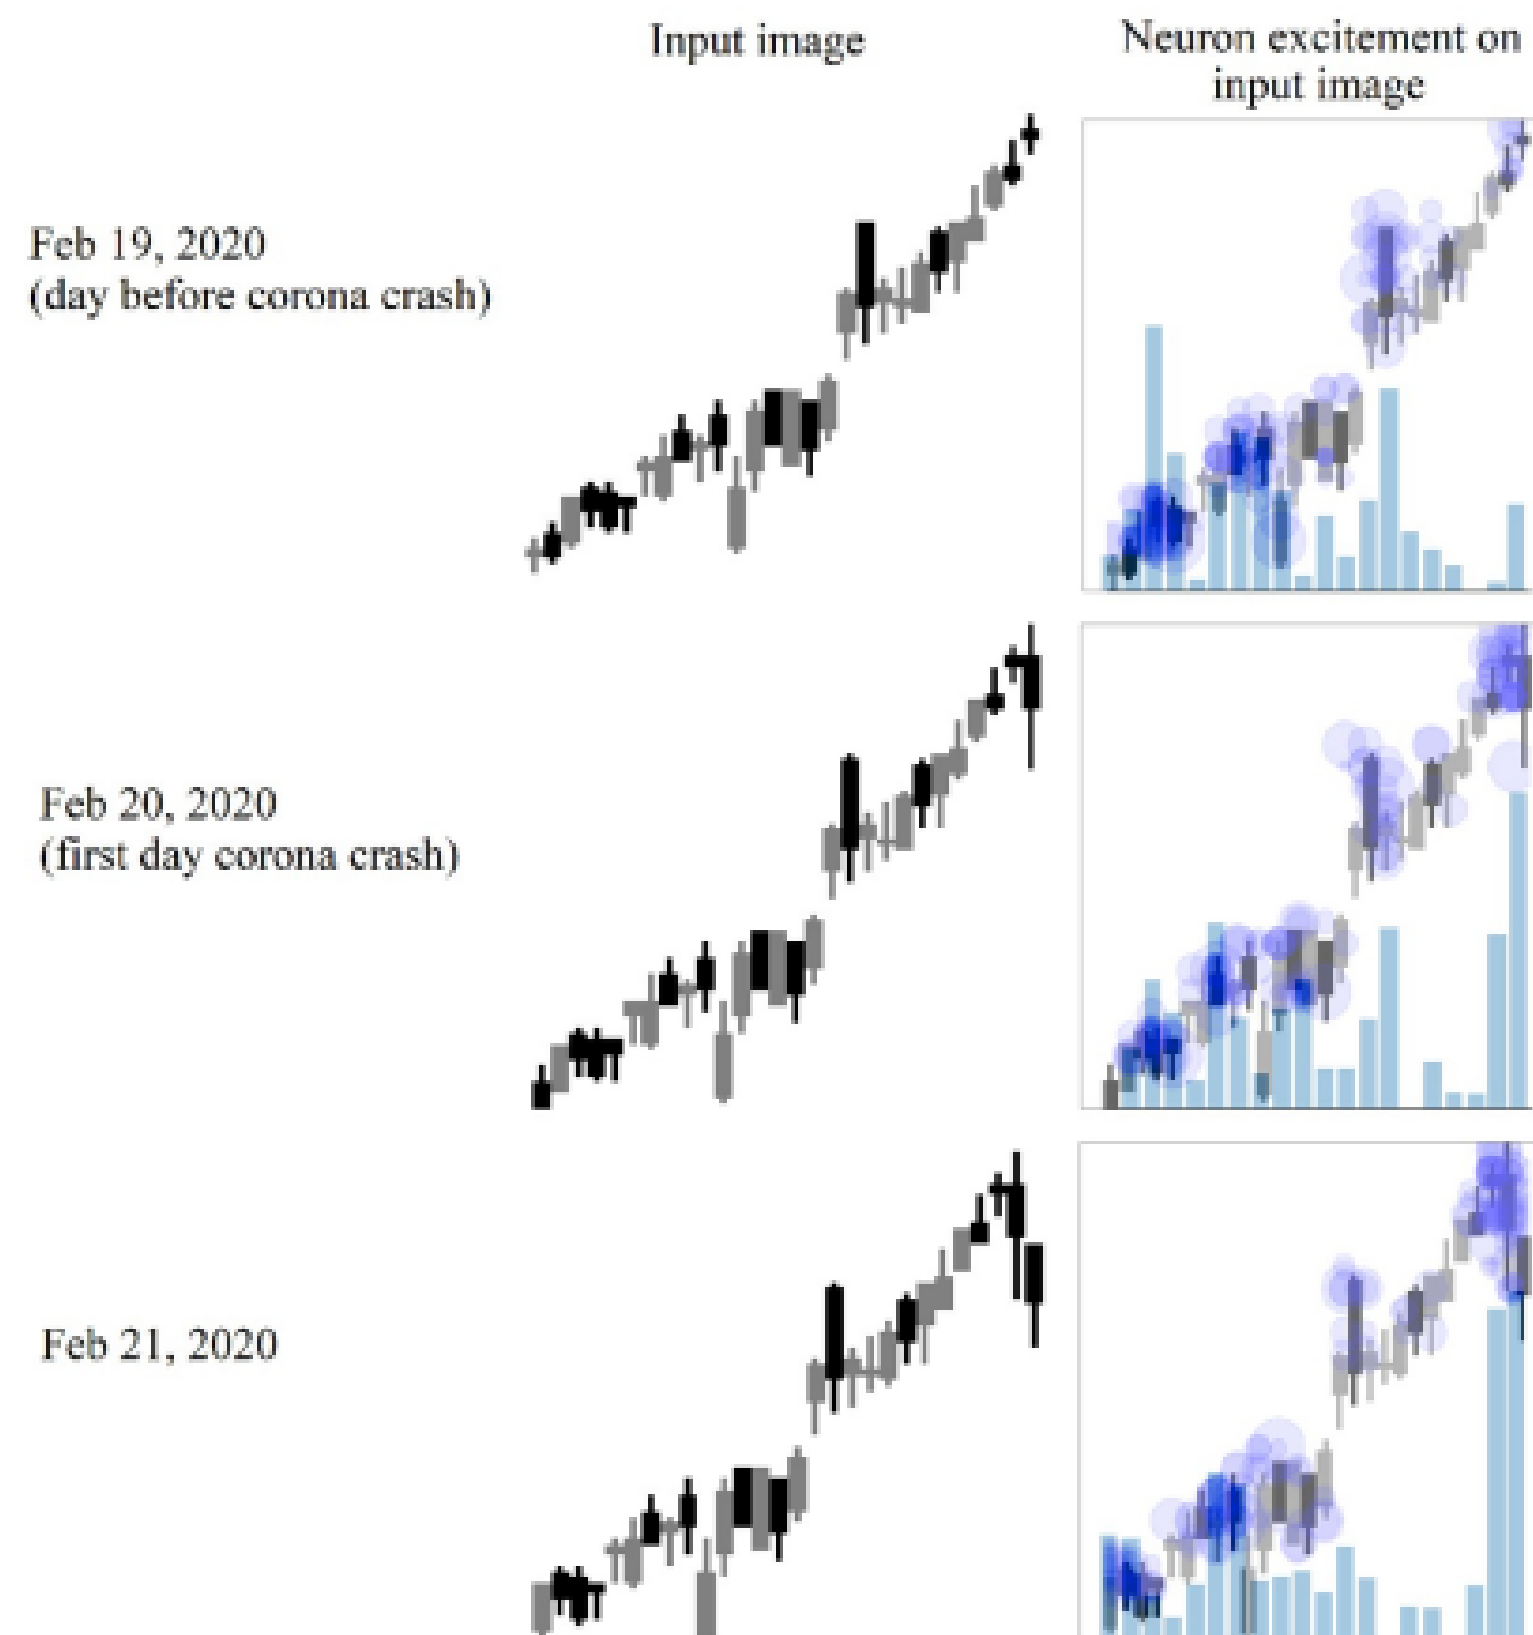 Input image
Neuron excitement on
input image
Feb 19, 2020
(day before corona crash)
Feb 20, 2020
(first day corona crash)
Feb 21, 2020